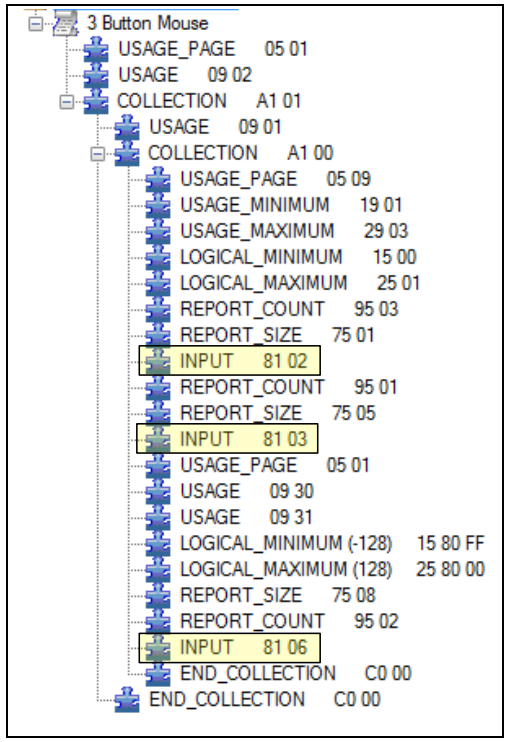 3 Button Mouse
USAGE_PAGE 05 01
USAGE 09 02
COLLECTION A1 01
USAGE 09 01
COLLECTION A1 00
USAGE_PAGE 05 09
USAGE_MINIMUM 19 01
USAGE_MAXIMUM 29 03
LOGICAL_MINIMUM 15 00
LOGICAL_MAXIMUM 25 01
REPORT_COUNT 95 03
REPORT_SIZE 75 01
INPUT 81 02
REPORT_COUNT 95 01
REPORT_SIZE 75 05
INPUT 81 03
USAGE_PAGE 05 01
USAGE 09 30
USAGE 09 31
LOGICAL_MINIMUM (-128) 15 80 FF
LOGICAL_MAXIMUM (128) 25 80 00
REPORT_SIZE 75 08
REPORT_COUNT 95 02
INPUT 81 06
END_COLLECTION C0 00
END_COLLECTION C0 00